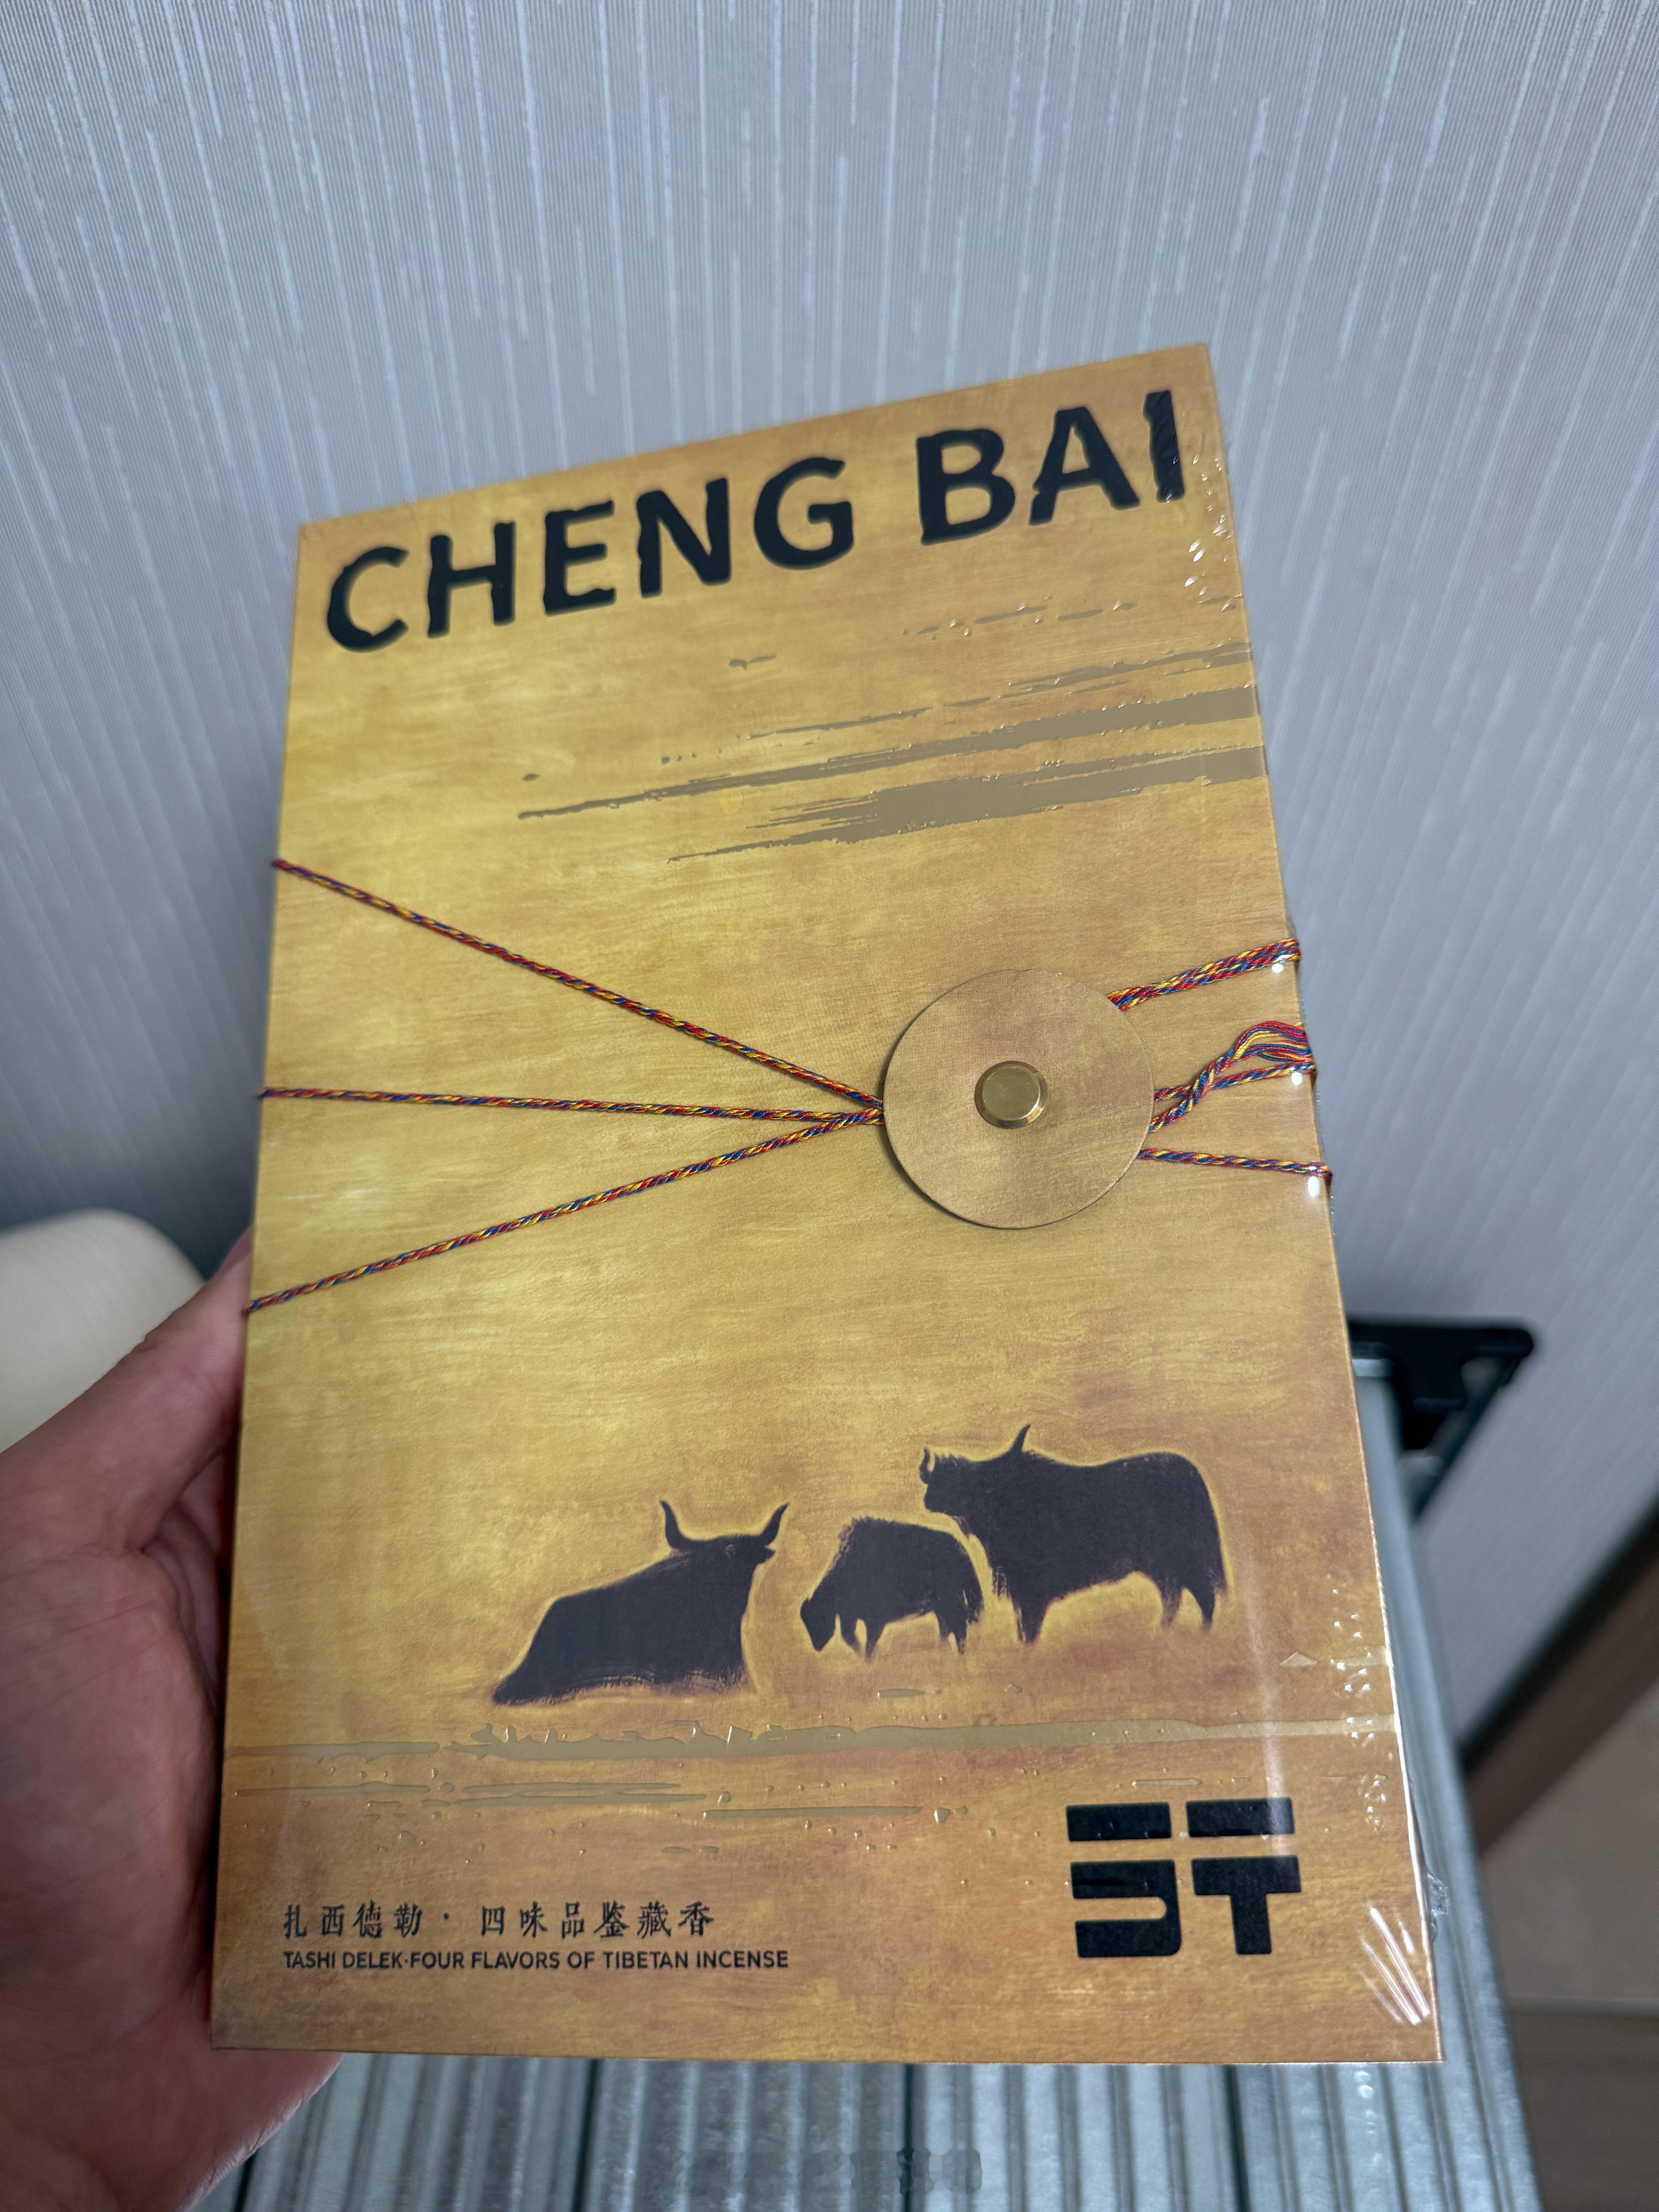 CHENG BAI
扎西德勒·四味品鉴藏香
TASHI DELEK·FOUR FLAVORS OF TIBETAN INCENSE